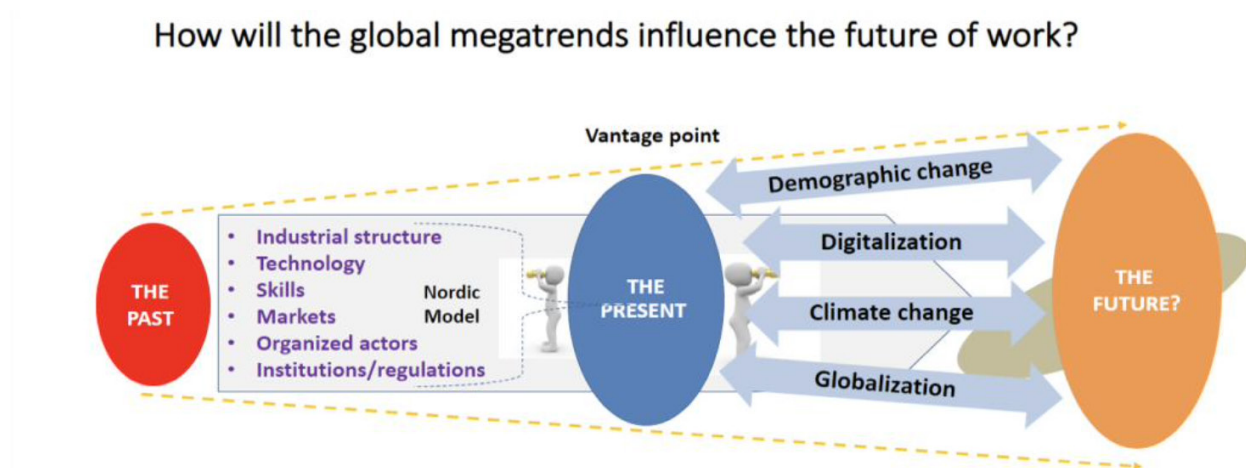 How will the global megatrends influence the future of work?
Vantage point
THE
PAST
• Industrial structure
• Technology
• Skills
• Markets
• Organized actors
• Institutions/regulations
Nordic
Model
THE
PRESENT
Demographic change
Digitalization
Climate change
Globalization
THE
FUTURE?